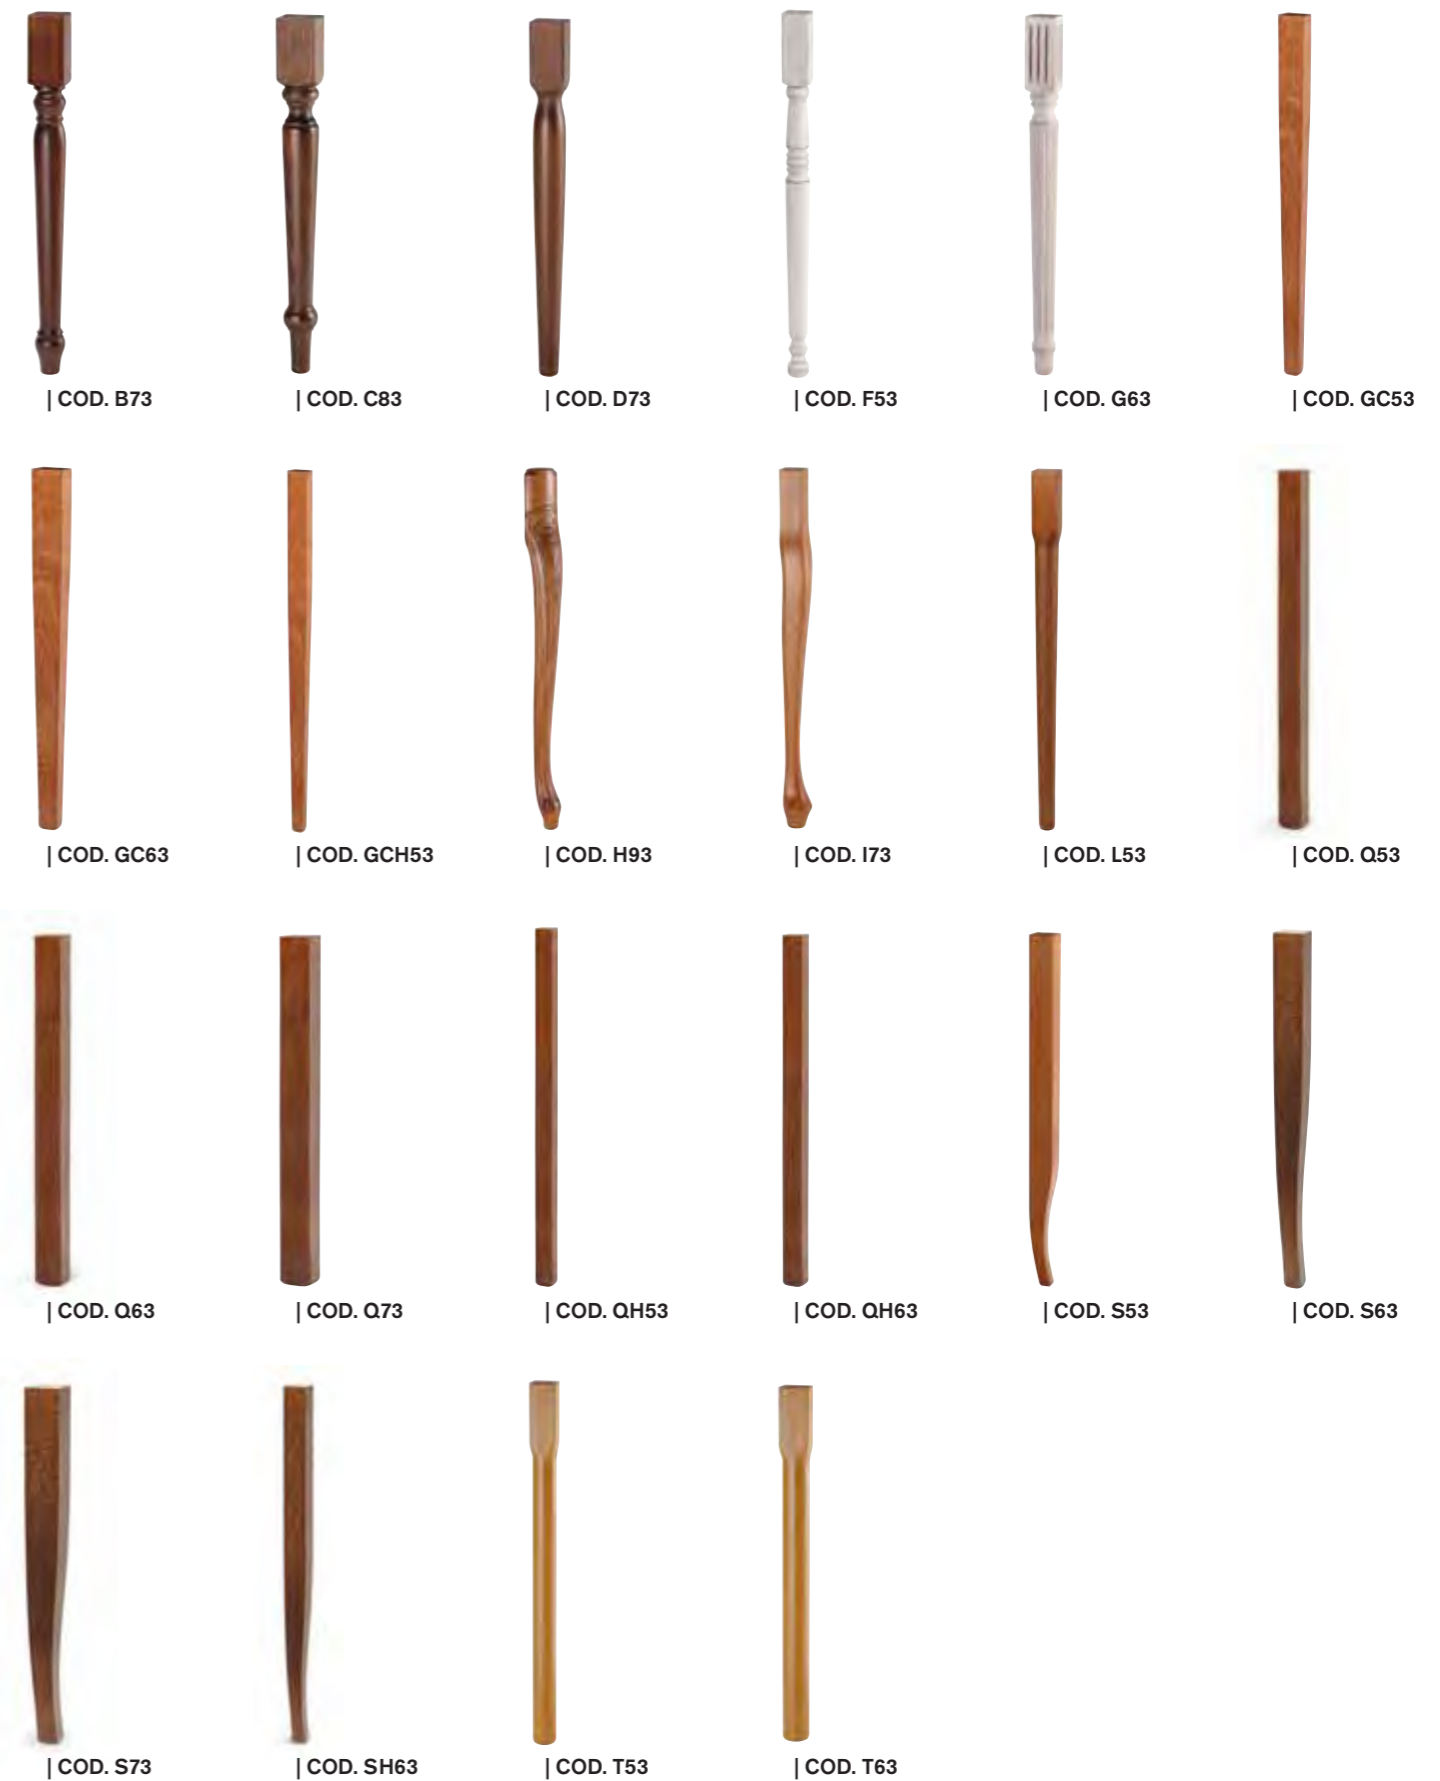 | COD. B73
| COD. C83
| COD. D73
| COD. F53
| COD. G63
| COD. GC53
| COD. GC63
| COD. GCH53
| COD. H93
| COD. I73
| COD. L53
| COD. Q53
| COD. Q63
| COD. Q73
| COD. QH53
| COD. QH63
| COD. S53
| COD. S63
| COD. S73
| COD. SH63
| COD. T53
| COD. T63